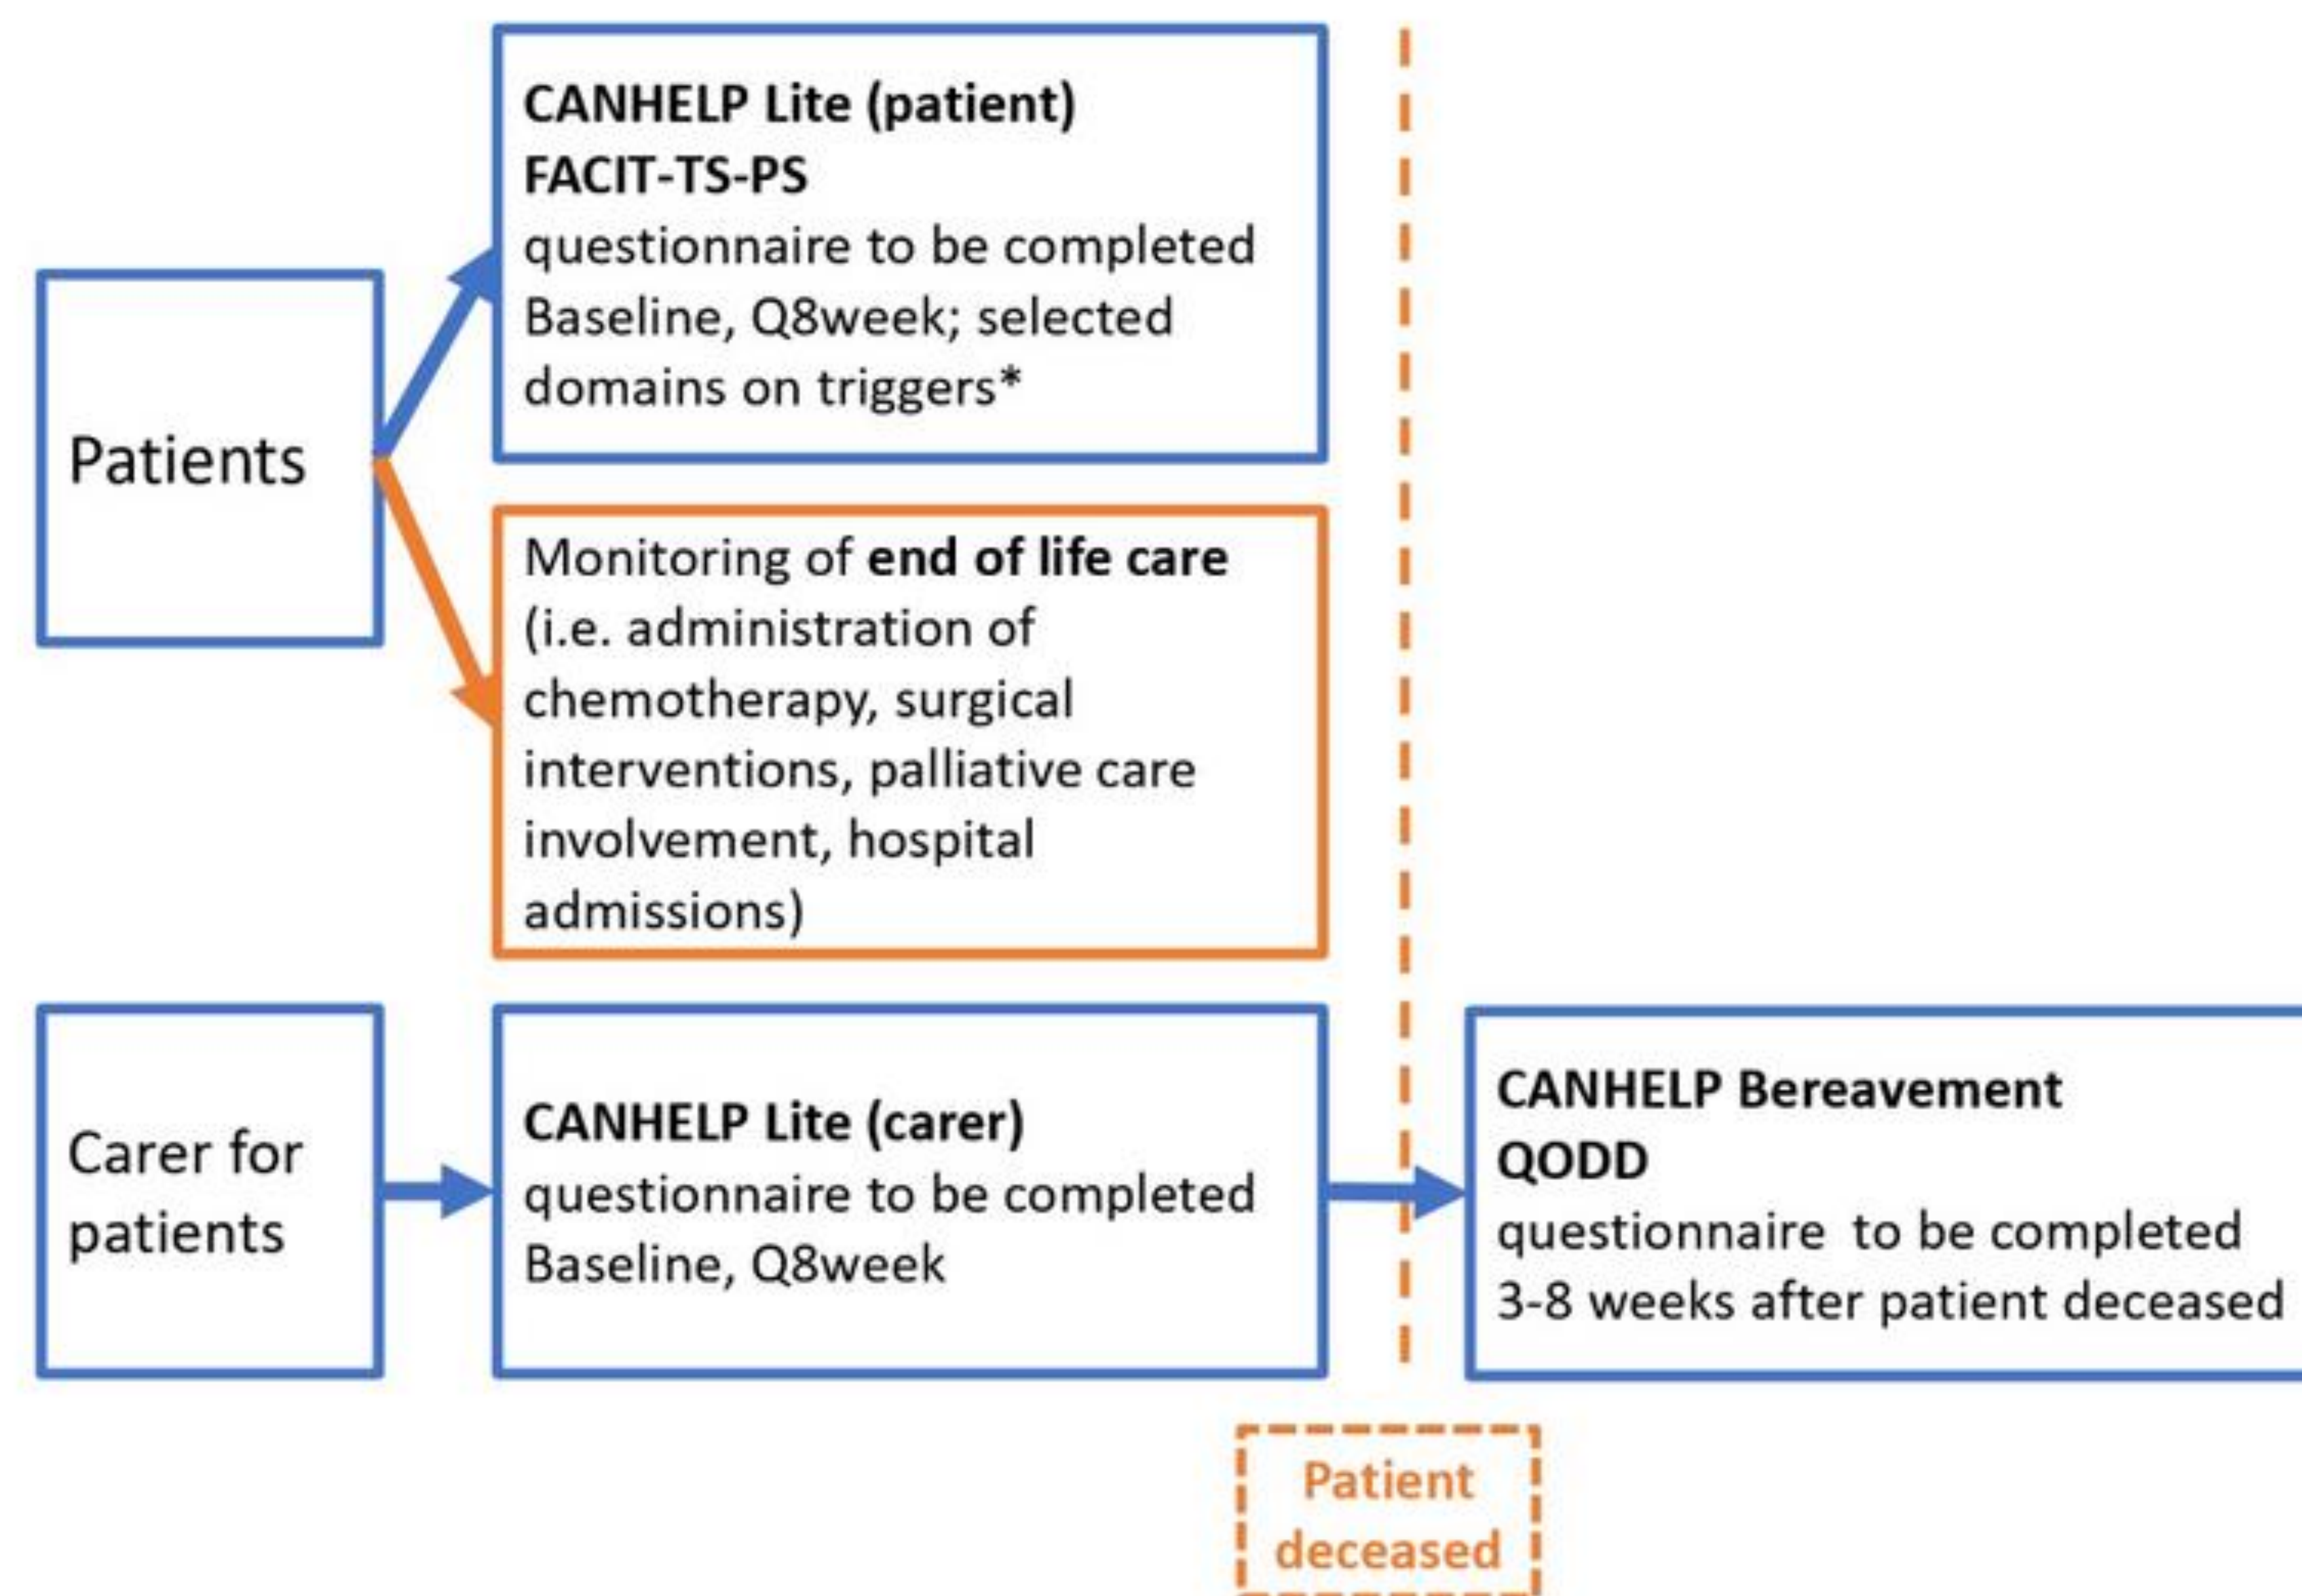 Patients
CANHELP Lite (patient)
FACIT-TS-PS
questionnaire to be completed
Baseline, Q8week; selected
domains on triggers*
Monitoring of end of life care
(i.e. administration of
chemotherapy, surgical
interventions, palliative care
involvement, hospital
admissions)
Carer for
patients
CANHELP Lite (carer)
questionnaire to be completed
Baseline, Q8week
CANHELP Bereavement
QODD
questionnaire  to be completed
3-8 weeks after patient deceased
Patient
deceased